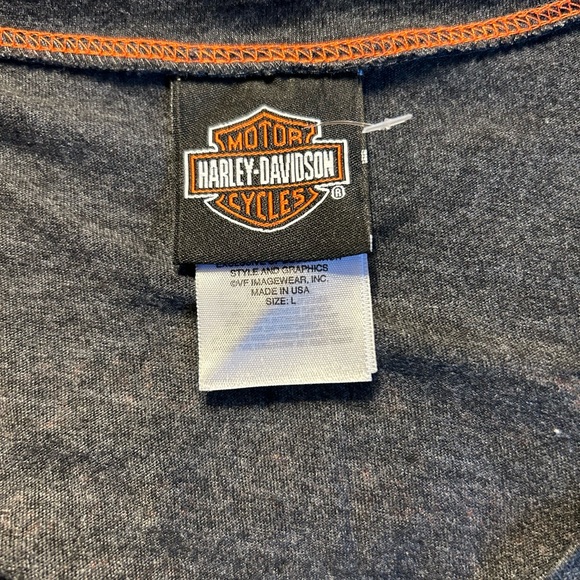 MOTOR
HARLEY-DAVIDSON
CYCLES
®
STYLE AND GRAPHICS
©VF IMAGEWEAR, INC.
MADE IN USA
SIZE: L